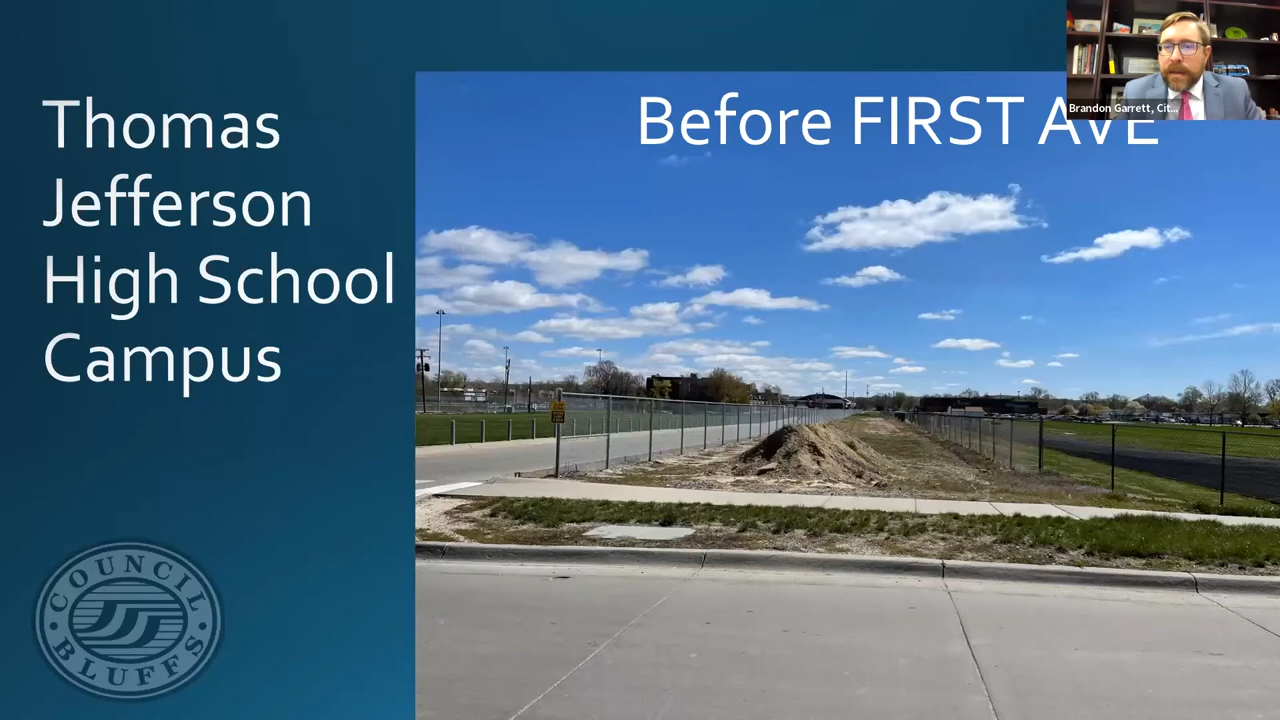 Before FIRST AVE
Brandon Garrett, Cit...
Thomas
Jefferson
High School
Campus
COUNCIL
BLUFFS